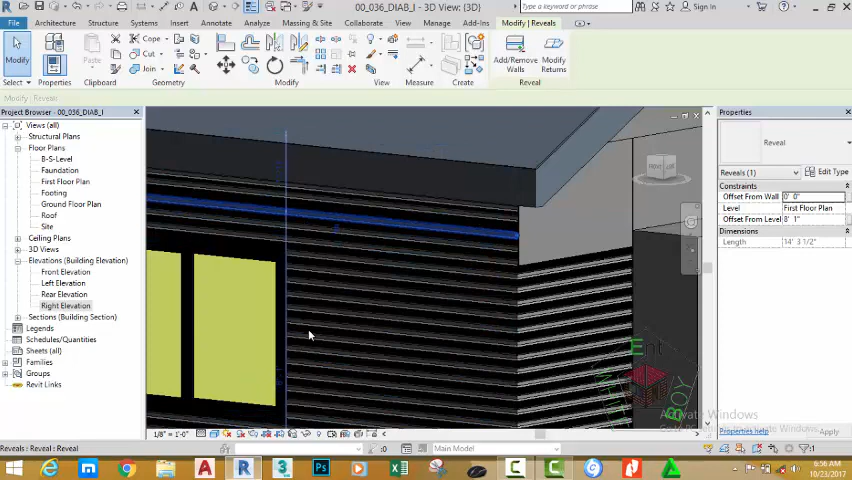 00_036_DIAB_I - 3D View: {3D}
Type a keyword or phrase
Sign In
File
Architecture
Structure
Systems
Insert
Annotate
Analyze
Massing & Site
Collaborate
View
Manage
Add-Ins
Modify | Reveals
Modify
Paste
Cope
Cut
Join
Add/Remove
Walls
Modify
Returns
Select
Properties
Clipboard
Geometry
Modify
View
Measure
Create
Reveal
Modify | Reveals
Project Browser - 00_036_DIAB_I
Views (all)
Structural Plans
Floor Plans
B-S-Level
Foundation
First Floor Plan
Footing
Ground Floor Plan
Roof
Site
Ceiling Plans
3D Views
Elevations (Building Elevation)
Front Elevation
Left Elevation
Rear Elevation
Right Elevation
Sections (Building Section)
Legends
Schedules/Quantities
Sheets (all)
Families
Groups
Revit Links
Properties
Reveal
Reveals (1)
Edit Type
Constraints
Offset From Wall 0' 0"
Level First Floor Plan
Offset From Level 8' 1"
Dimensions
Length 14' 3 1/2"
Properties help
Apply
Activate Windows
1/8" = 1'-0"
Reveals : Reveal : Reveal
:0
Main Model
:1
6:56 AM
10/23/2017